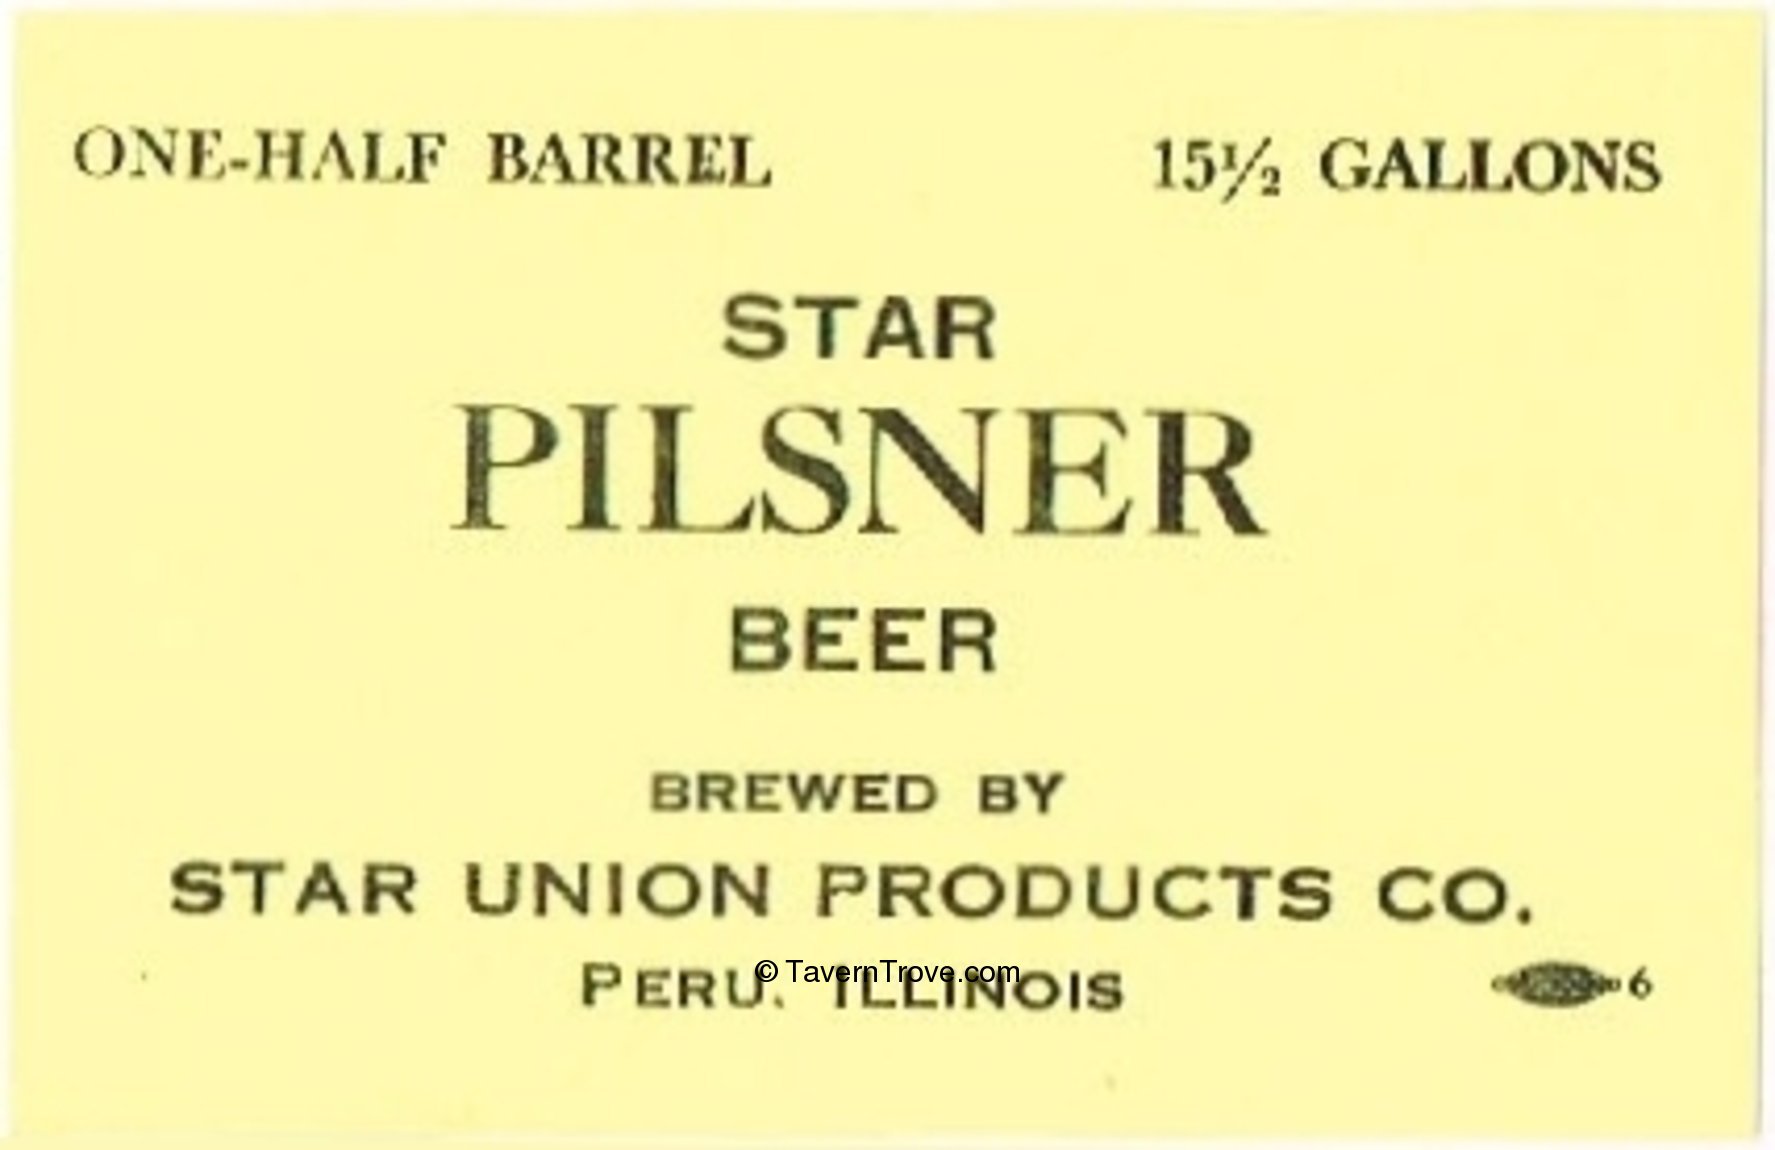 ONE-HALF BARREL 15½ GALLONS
STAR
PILSNER
BEER
BREWED BY
STAR UNION PRODUCTS CO.
PERU, ILLINOIS
© TavernTrove.com
6